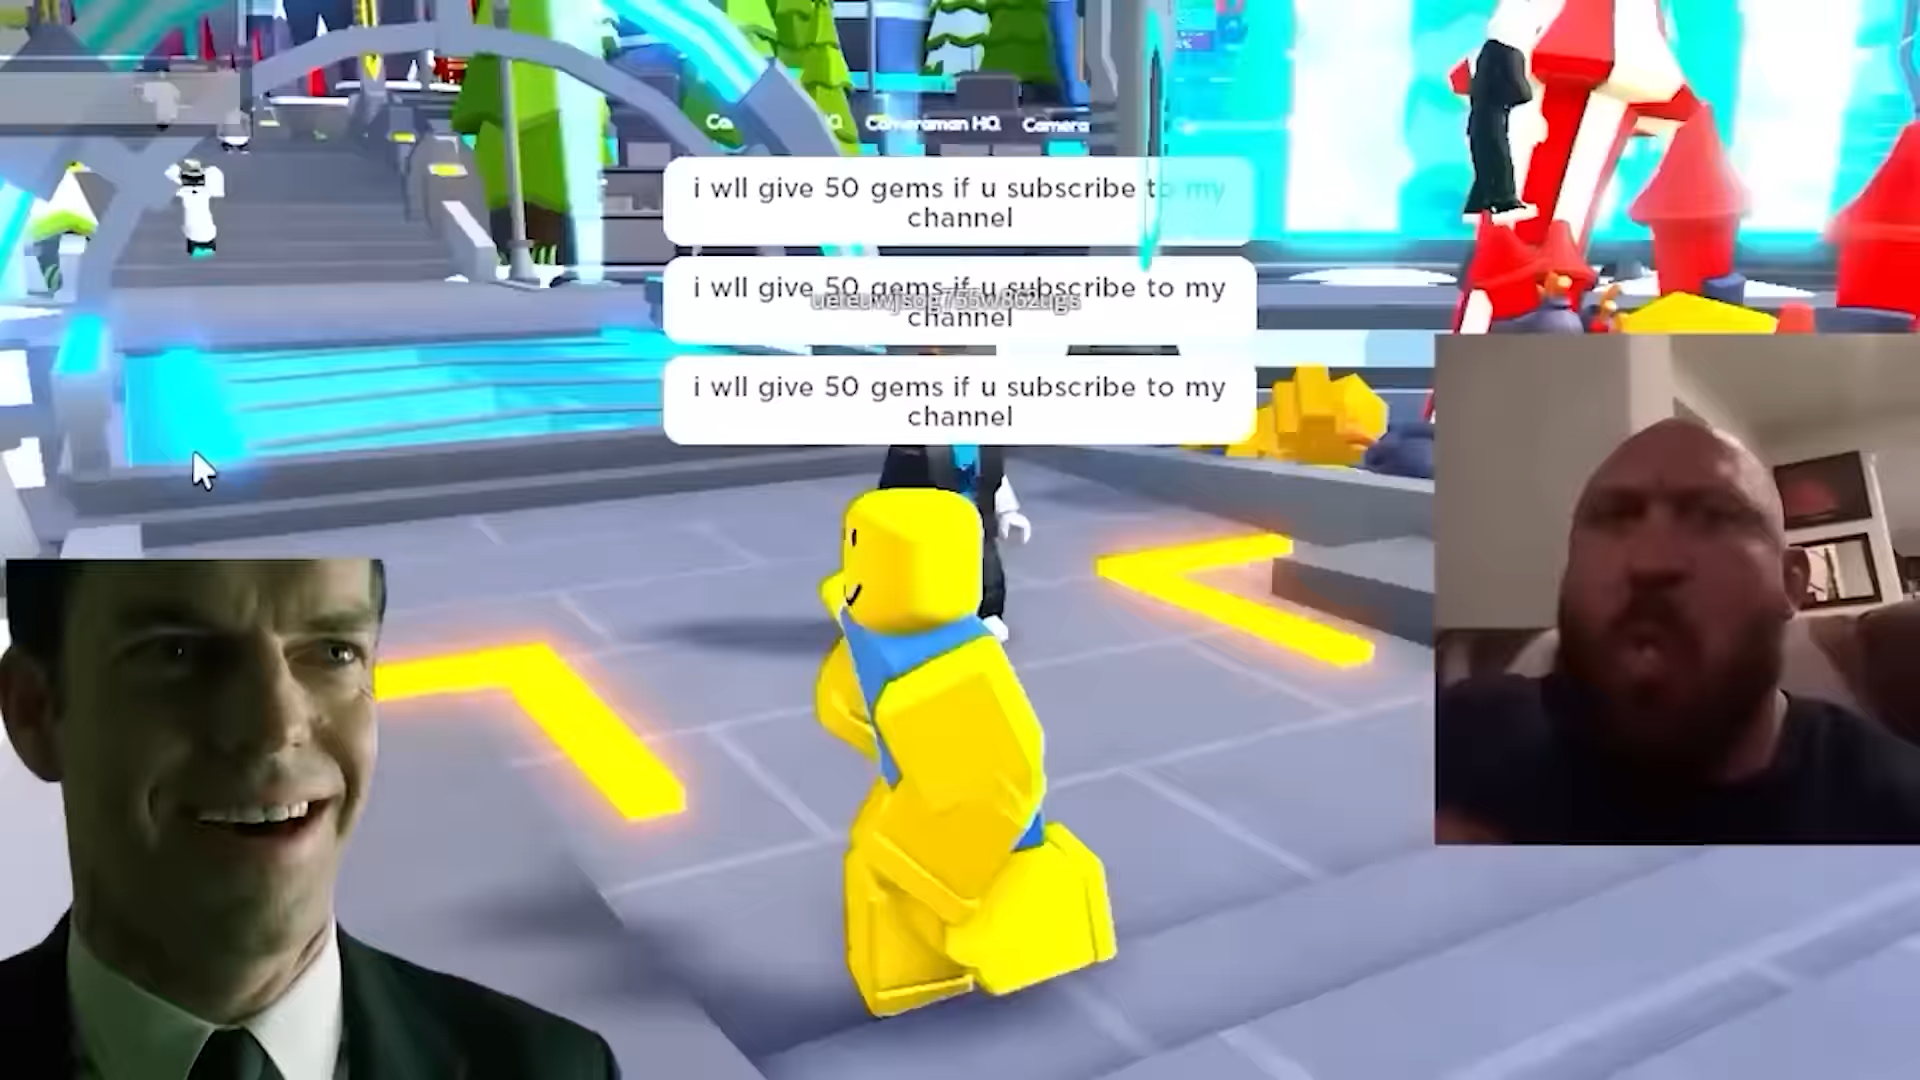 Cameraman HQ
Camera
i wll give 50 gems if u subscribe to my
channel
i wll give 50 gems if u subscribe to my
channel
i wll give 50 gems if u subscribe to my
channel